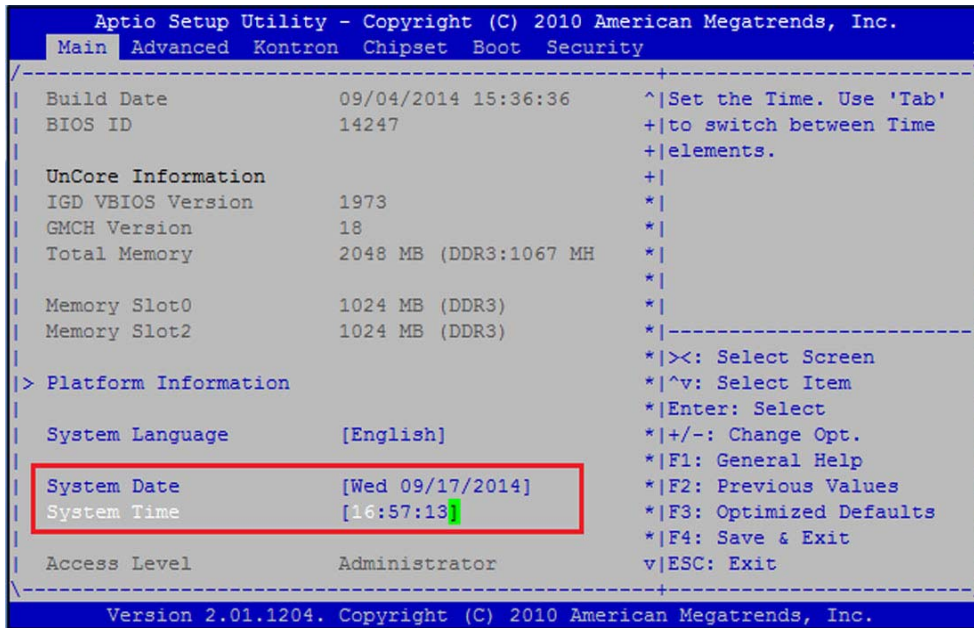 Aptio Setup Utility - Copyright (C) 2010 American Megatrends, Inc.
Main Advanced Kontron Chipset Boot Security
/----------------------------------------------------+-------------------------
| Build Date 09/04/2014 15:36:36 ^|Set the Time. Use 'Tab'
| BIOS ID 14247 +|to switch between Time
| +|elements.
| UnCore Information +|
| IGD VBIOS Version 1973 *|
| GMCH Version 18 *|
| Total Memory 2048 MB (DDR3:1067 MH *|
| *|
| Memory Slot0 1024 MB (DDR3) *|
| Memory Slot2 1024 MB (DDR3) *|-------------------------
| *|><: Select Screen
|> Platform Information *|^v: Select Item
| *|Enter: Select
| System Language [English] *|+/-: Change Opt.
| *|F1: General Help
| System Date [Wed 09/17/2014] *|F2: Previous Values
| System Time [16:57:13] *|F3: Optimized Defaults
| *|F4: Save & Exit
| Access Level Administrator v|ESC: Exit
\----------------------------------------------------+-------------------------
Version 2.01.1204. Copyright (C) 2010 American Megatrends, Inc.